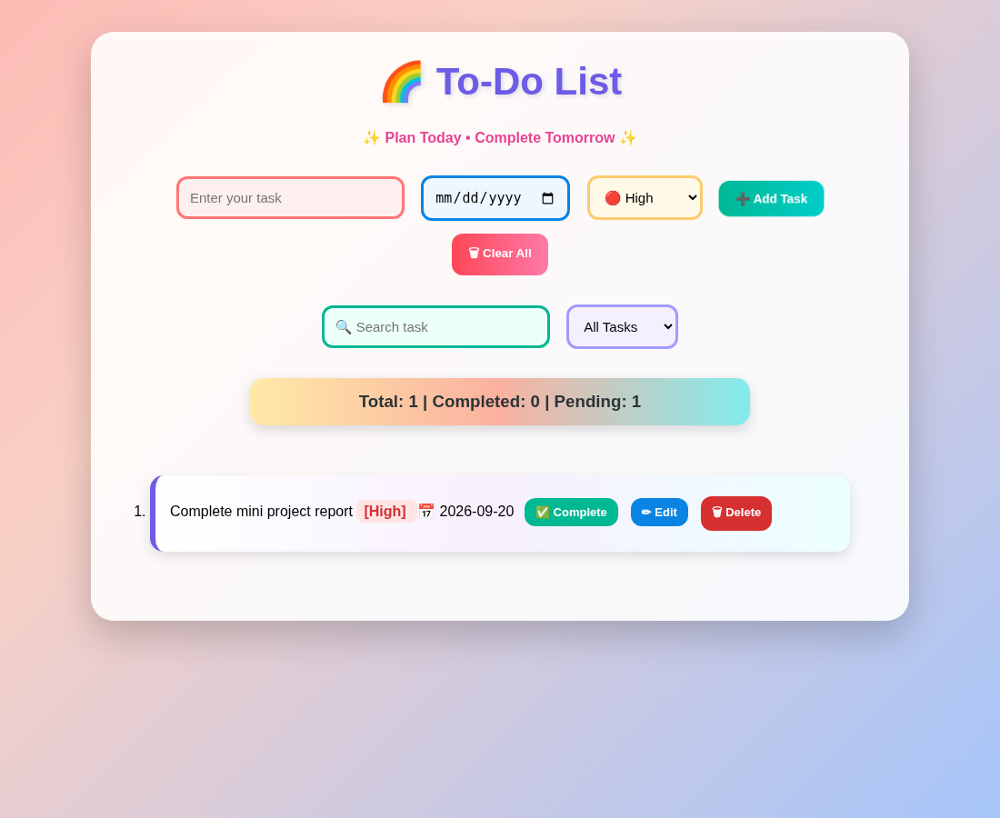 🌈 To-Do List
✨ Plan Today • Complete Tomorrow ✨
Enter your task mm/dd/yyyy 🔴 High ➕ Add Task
🗑 Clear All
🔍 Search task All Tasks
Total: 1 | Completed: 0 | Pending: 1
1. Complete mini project report [High] 📅 2026-09-20 ✅ Complete ✏ Edit 🗑 Delete